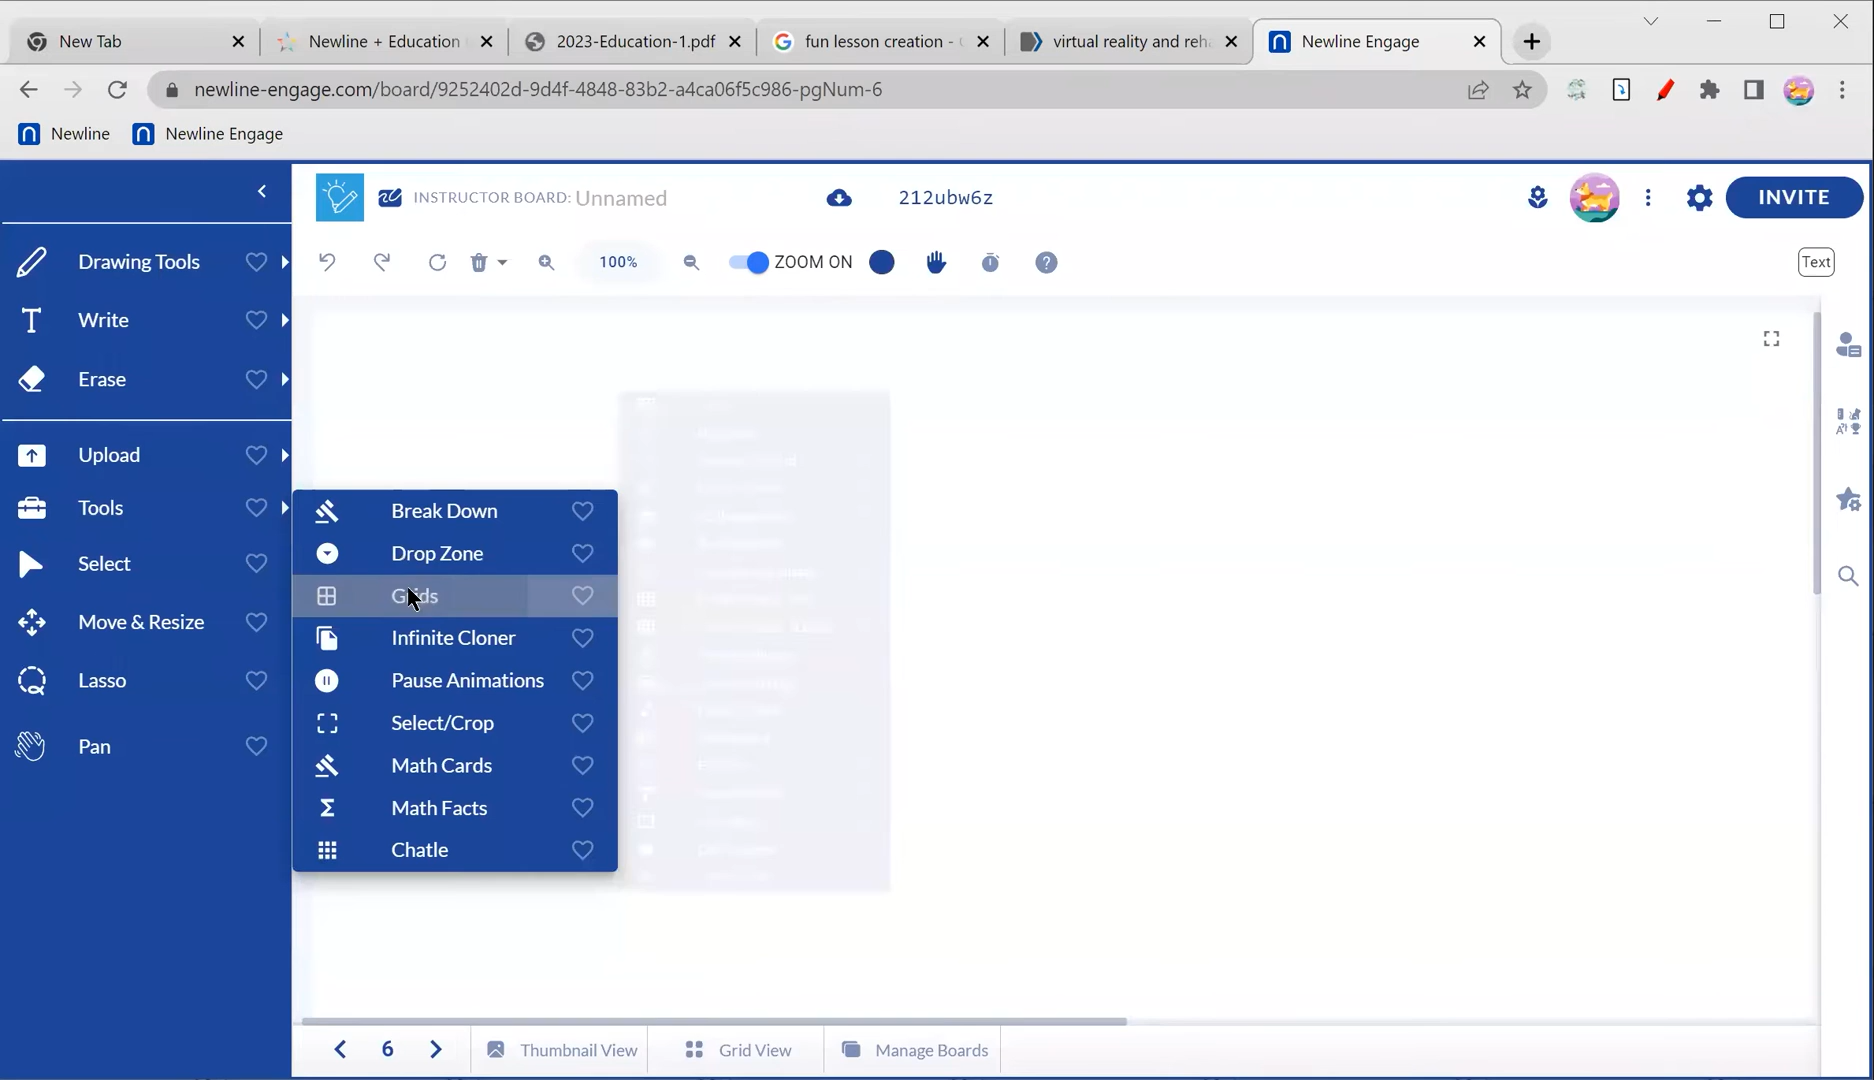 New Tab
Newline + Education
2023-Education-1.pdf
fun lesson creation -
virtual reality and reh
Newline Engage
newline-engage.com/board/9252402d-9d4f-4848-83b2-a4ca06f5c986-pgNum-6
Newline
Newline Engage
INSTRUCTOR BOARD: Unnamed
212ubw6z
INVITE
100%
ZOOM ON
Text
Drawing Tools
Write
Erase
Upload
Tools
Select
Move & Resize
Lasso
Pan
Break Down
Drop Zone
Grids
Infinite Cloner
Pause Animations
Select/Crop
Math Cards
Math Facts
Chatle
6
Thumbnail View
Grid View
Manage Boards